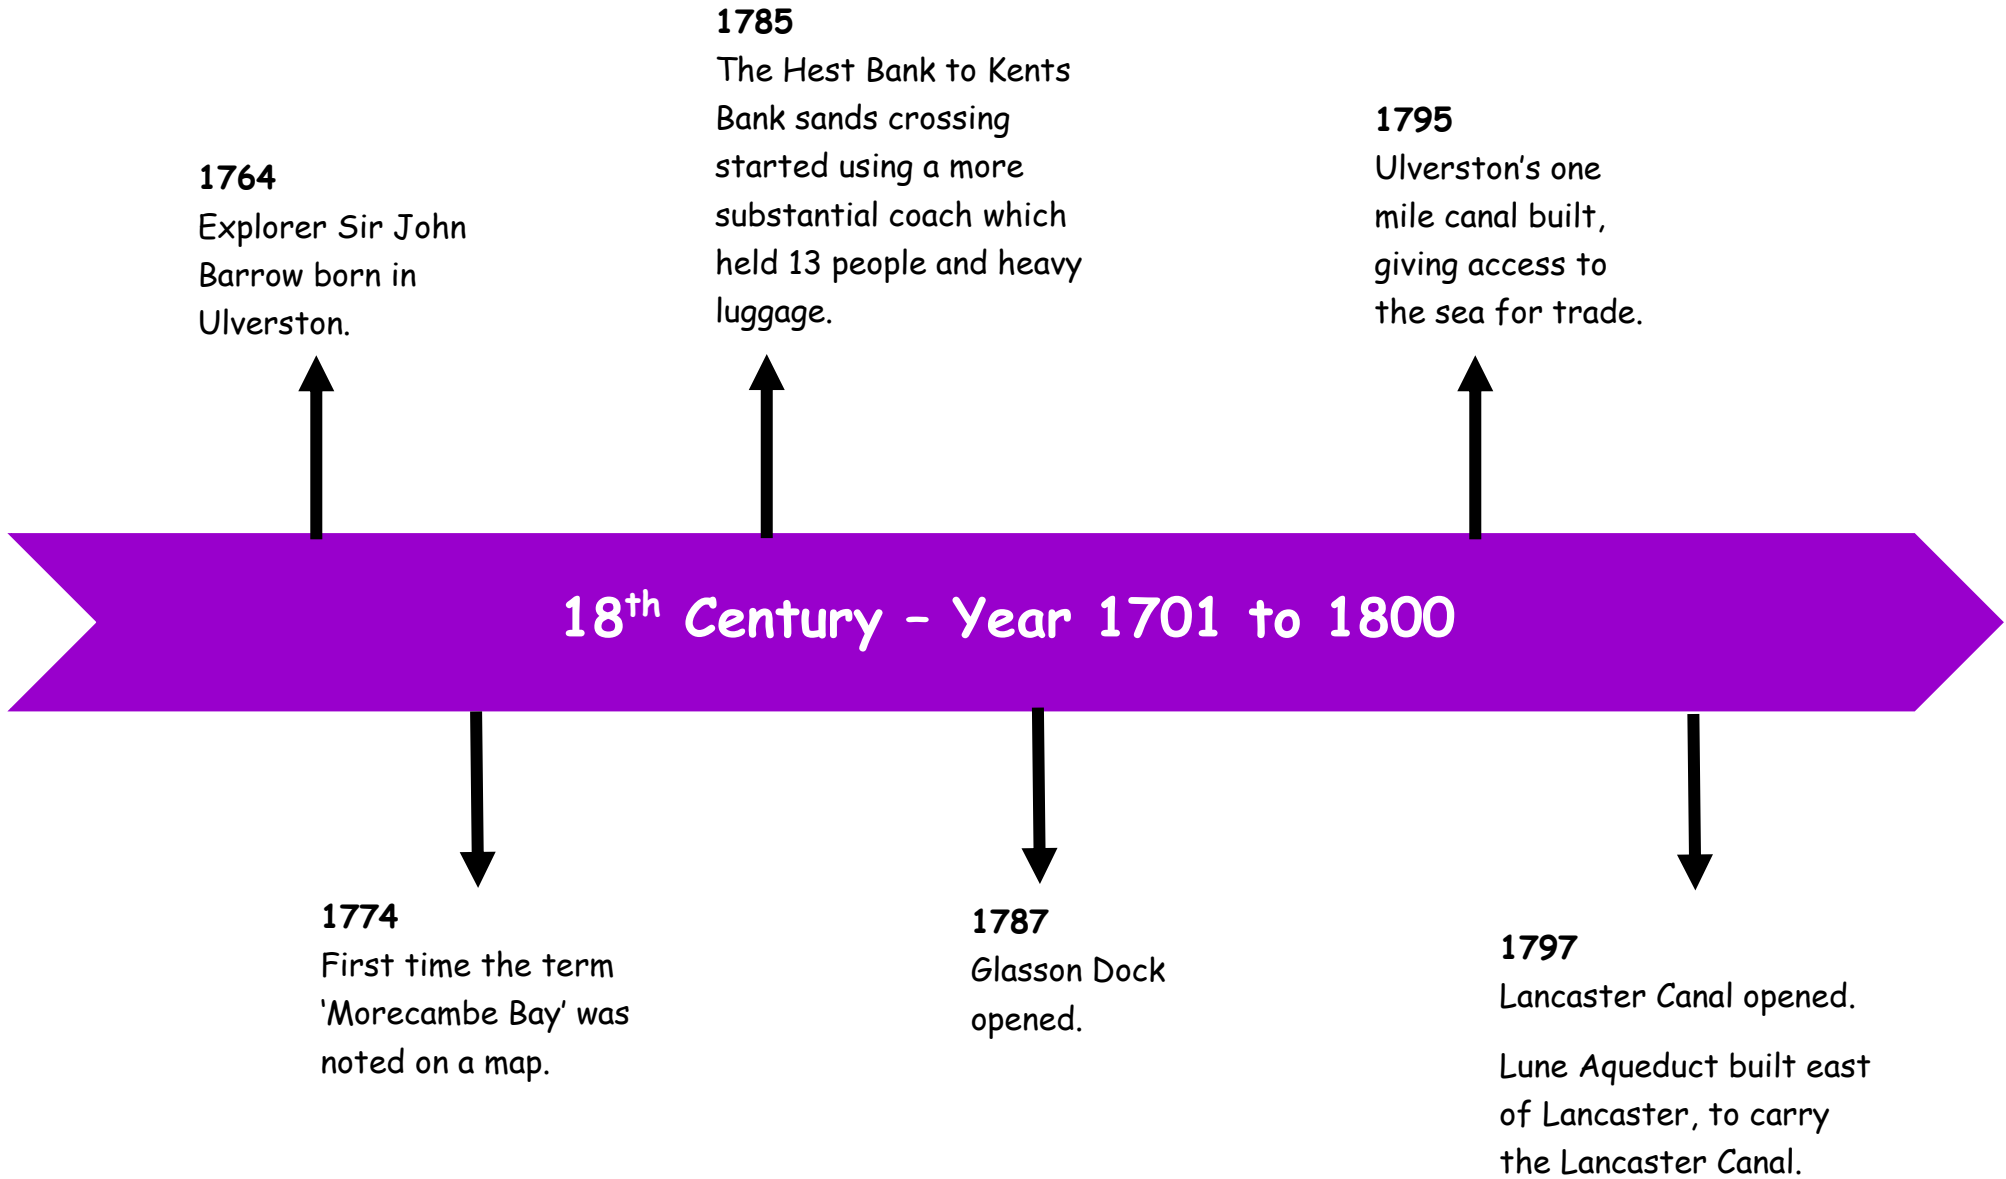 1785
The Hest Bank to Kents
Bank sands crossing
started using a more
substantial coach which
held 13 people and heavy
luggage.
1795
Ulverston’s one
mile canal built,
giving access to
the sea for trade.
1764
Explorer Sir John
Barrow born in
Ulverston.
18th Century – Year 1701 to 1800
1774
First time the term
‘Morecambe Bay’ was
noted on a map.
1787
Glasson Dock
opened.
1797
Lancaster Canal opened.
Lune Aqueduct built east
of Lancaster, to carry
the Lancaster Canal.